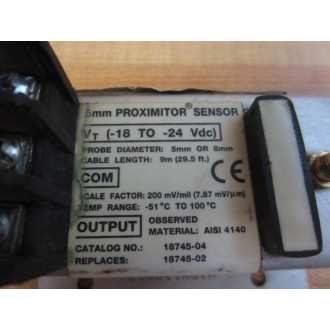 5mm PROXIMITOR® SENSOR
VT (-18 TO -24 Vdc)
PROBE DIAMETER: 5mm OR 8mm
CABLE LENGTH: 9m (29.5 ft.)
COM
CE
SCALE FACTOR: 200 mV/mil (7.87 mV/µm)
TEMP RANGE: -51°C TO 100°C
OUTPUT
OBSERVED
MATERIAL: AISI 4140
CATALOG NO.: 18745-04
REPLACES: 18745-02